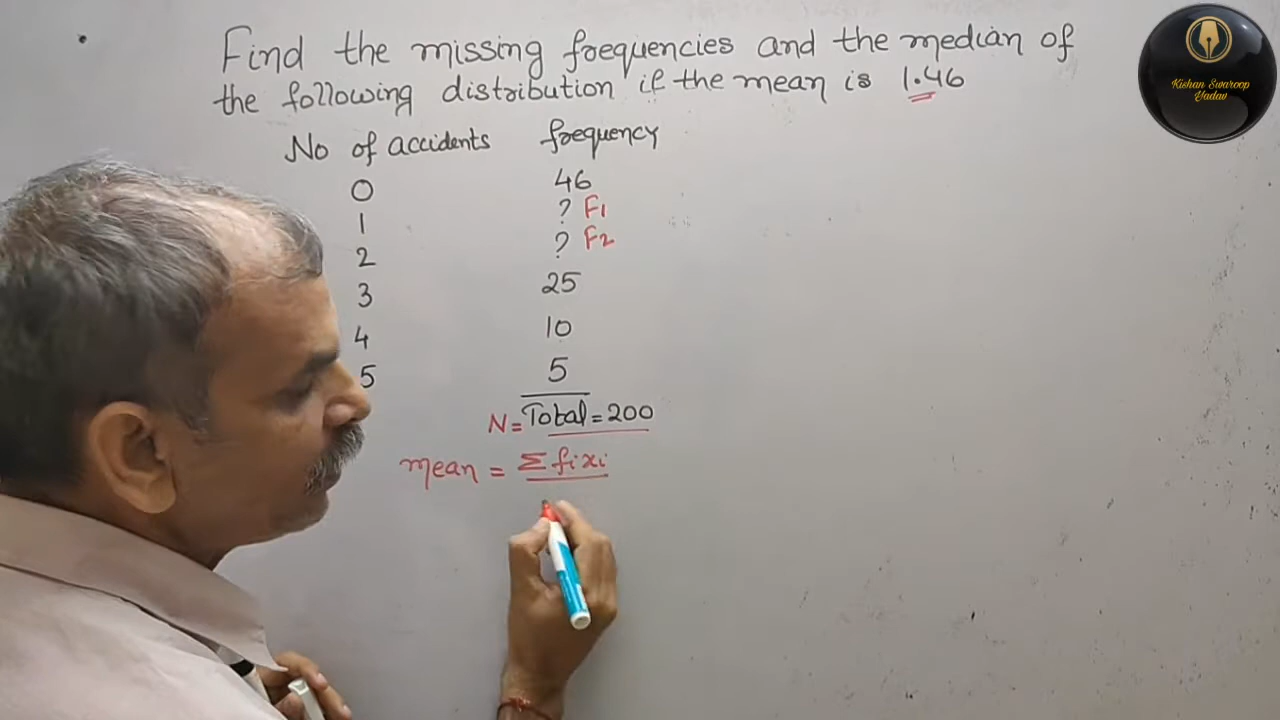 Find the missing frequencies and the median of
the following distribution if the mean is 1.46
Kishan Swaroop
Yadav
No of accidents frequency
0 46
1 ? F1
2 ? F2
3 25
4 10
5 5
N= Total = 200
mean = Σ fixi